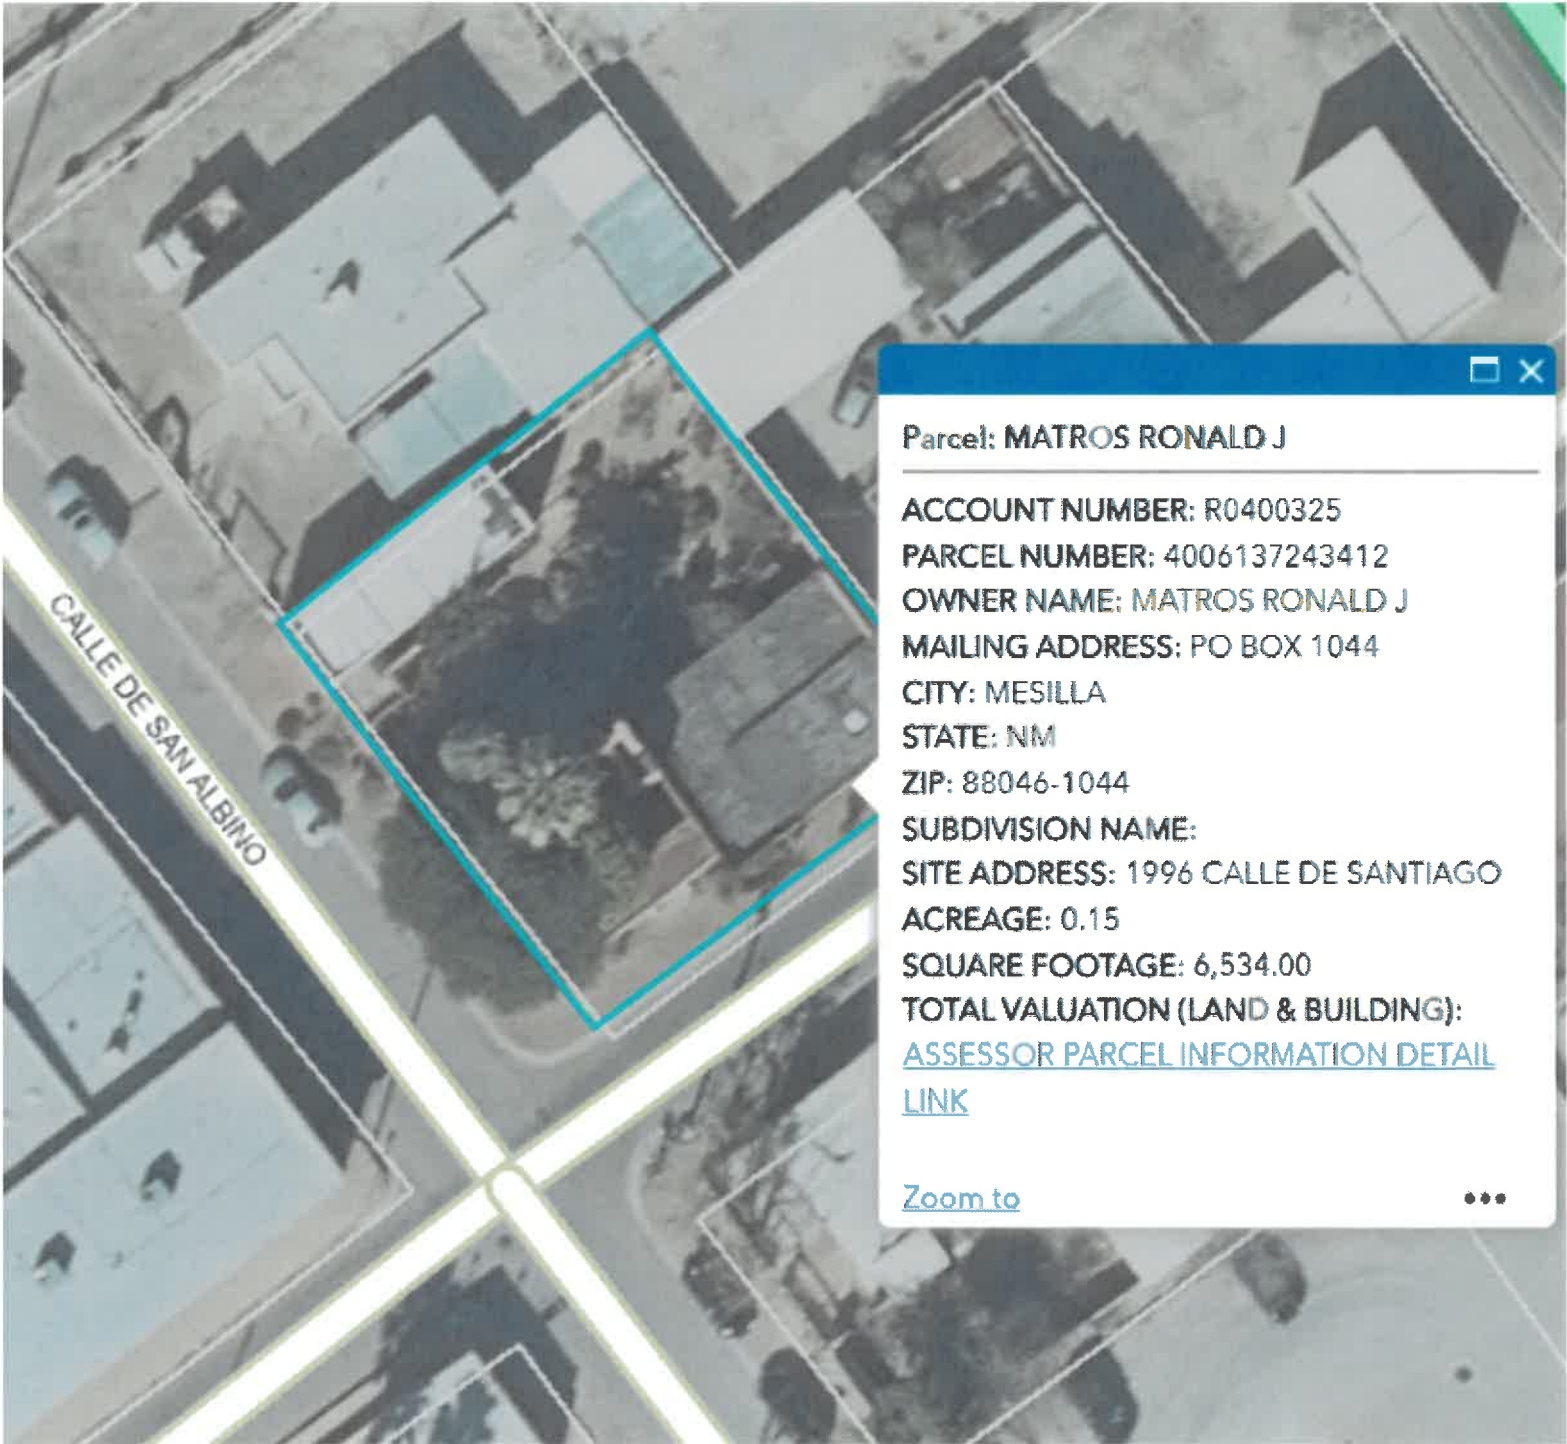 CALLE DE SAN ALBINO
Parcel: MATROS RONALD J
ACCOUNT NUMBER: R0400325
PARCEL NUMBER: 4006137243412
OWNER NAME: MATROS RONALD J
MAILING ADDRESS: PO BOX 1044
CITY: MESILLA
STATE: NM
ZIP: 88046-1044
SUBDIVISION NAME:
SITE ADDRESS: 1996 CALLE DE SANTIAGO
ACREAGE: 0.15
SQUARE FOOTAGE: 6,534.00
TOTAL VALUATION (LAND & BUILDING):
ASSESSOR PARCEL INFORMATION DETAIL
LINK
Zoom to